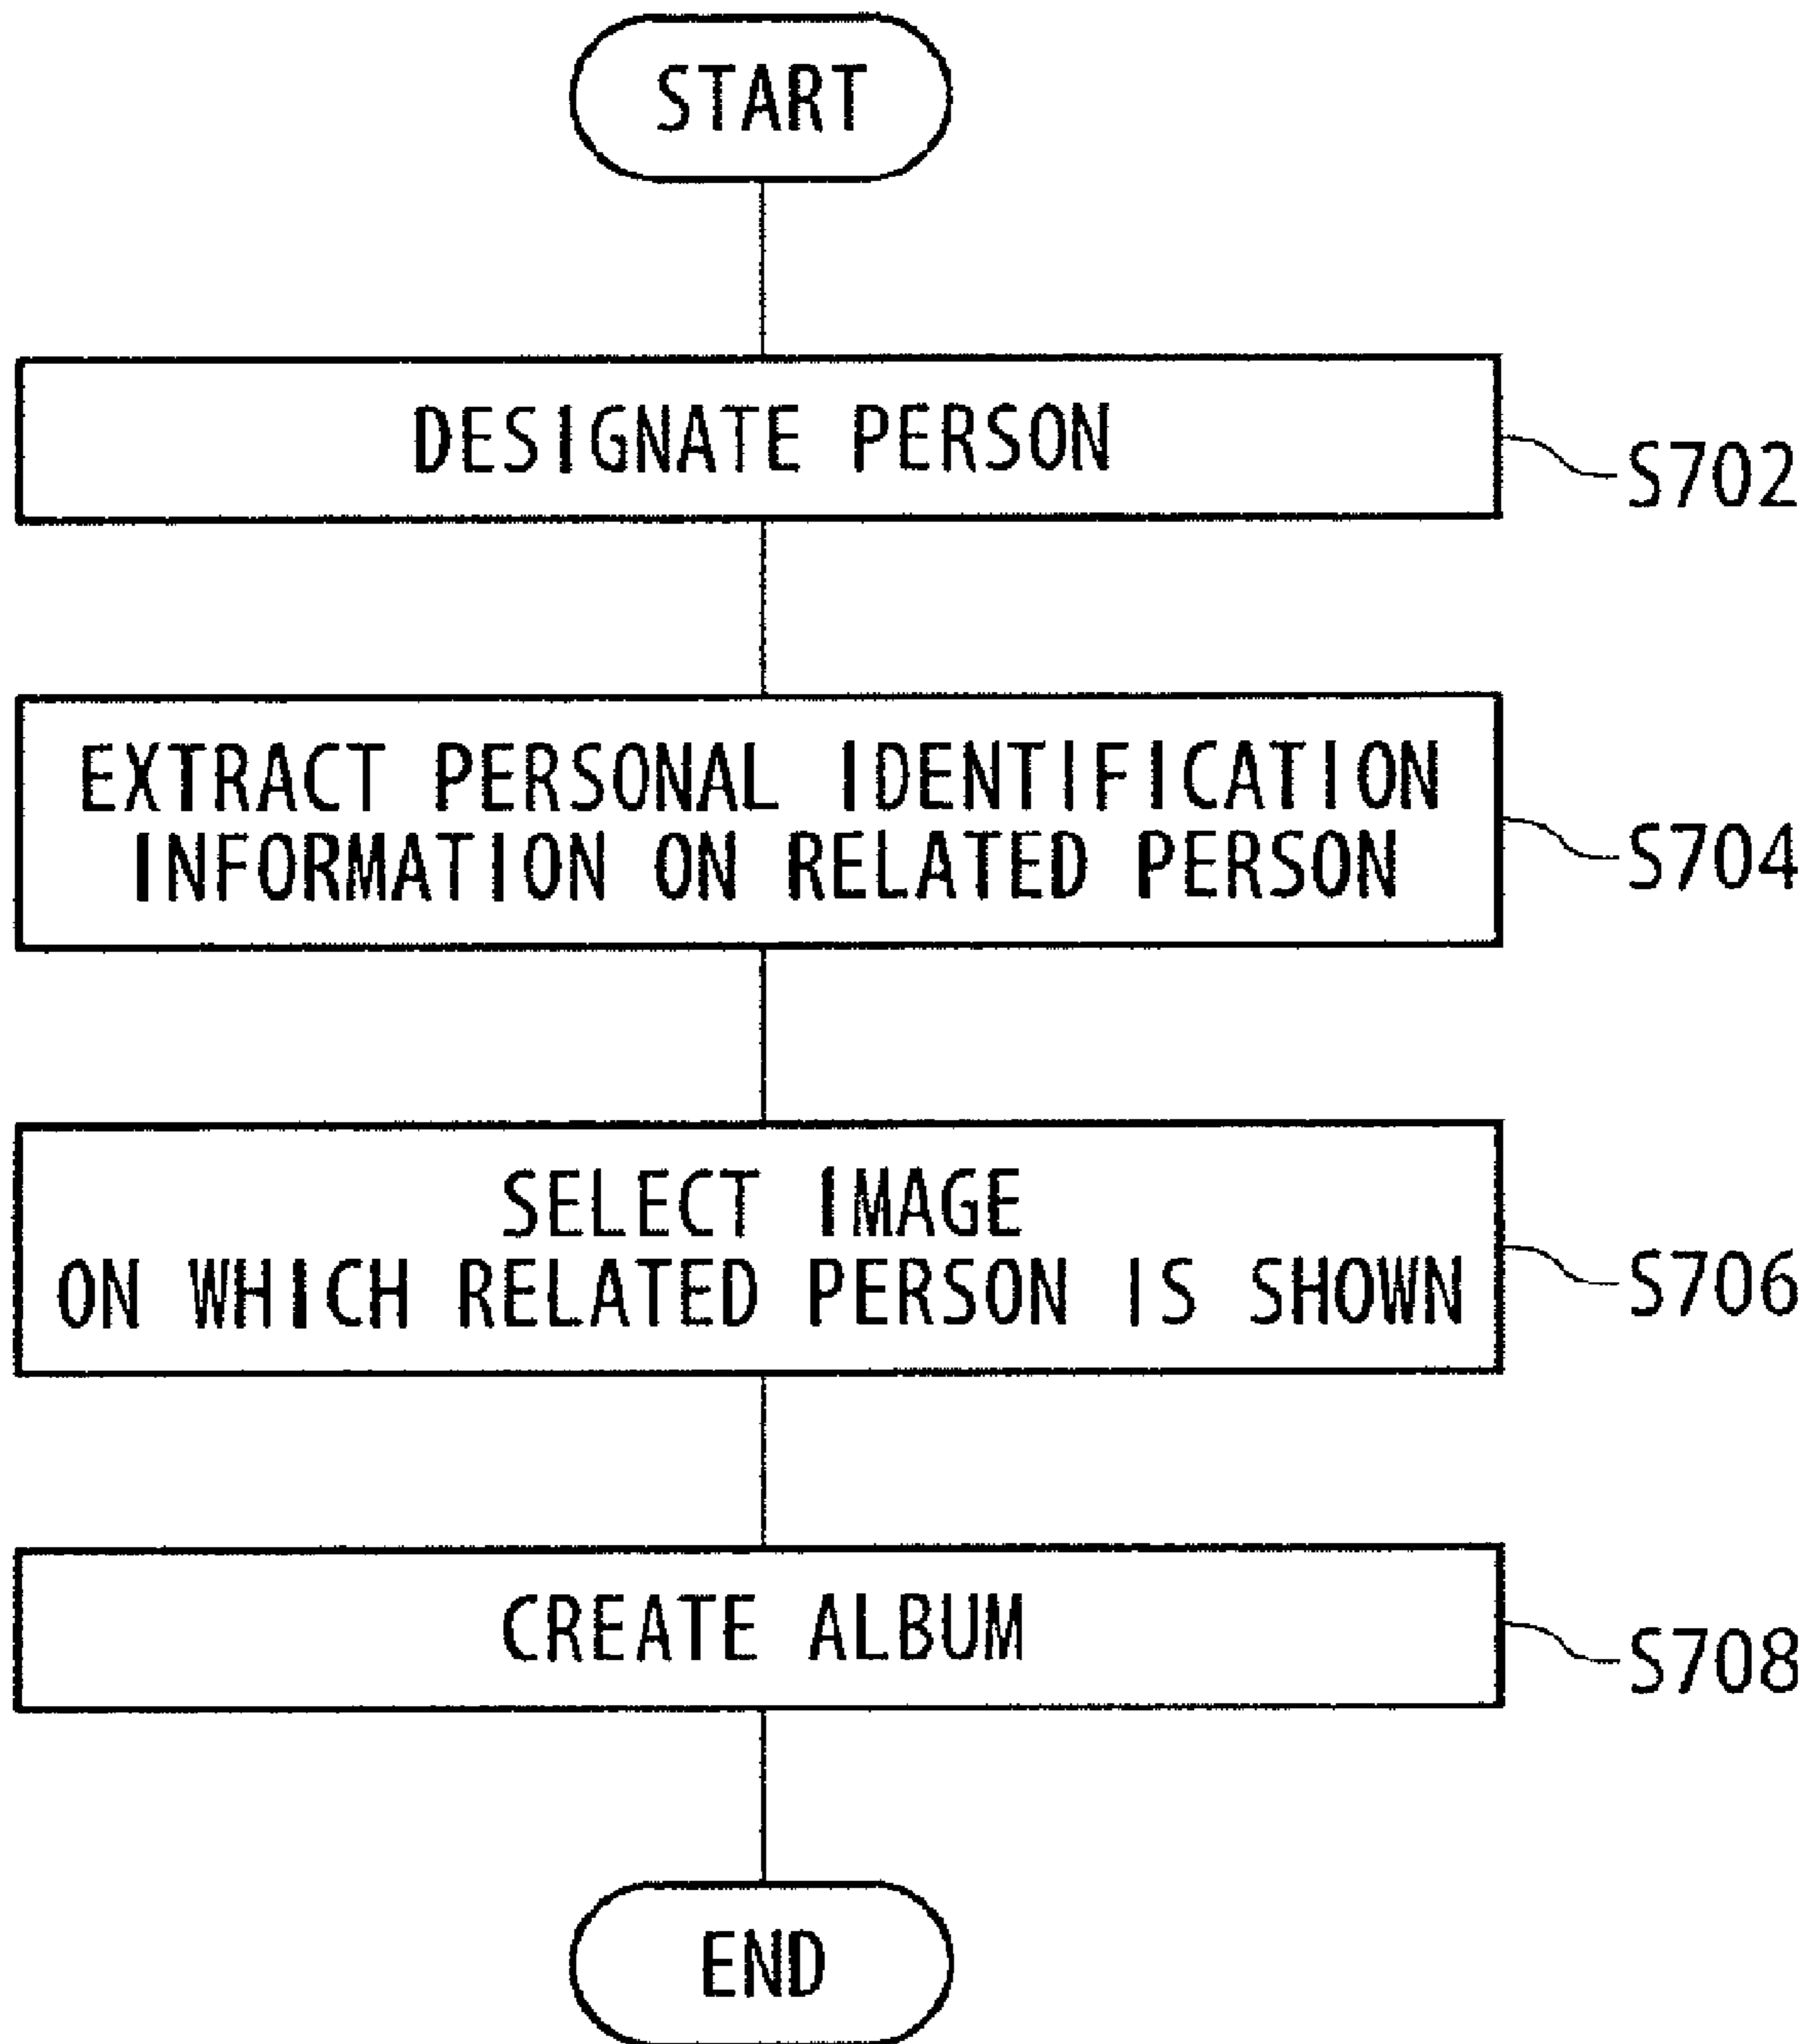 START
DESIGNATE PERSON
S702
EXTRACT PERSONAL IDENTIFICATION
INFORMATION ON RELATED PERSON
S704
SELECT IMAGE
ON WHICH RELATED PERSON IS SHOWN
S706
CREATE ALBUM
S708
END